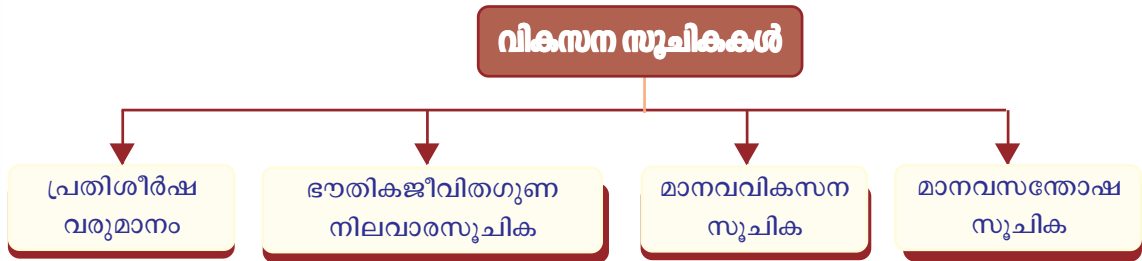 വികസന സൂചികകൾ
പ്രതിശീർഷ
വരുമാനം
ഭൗതികജീവിതഗുണ
നിലവാരസൂചിക
മാനവവികസന
സൂചിക
മാനവസന്തോഷ
സൂചിക